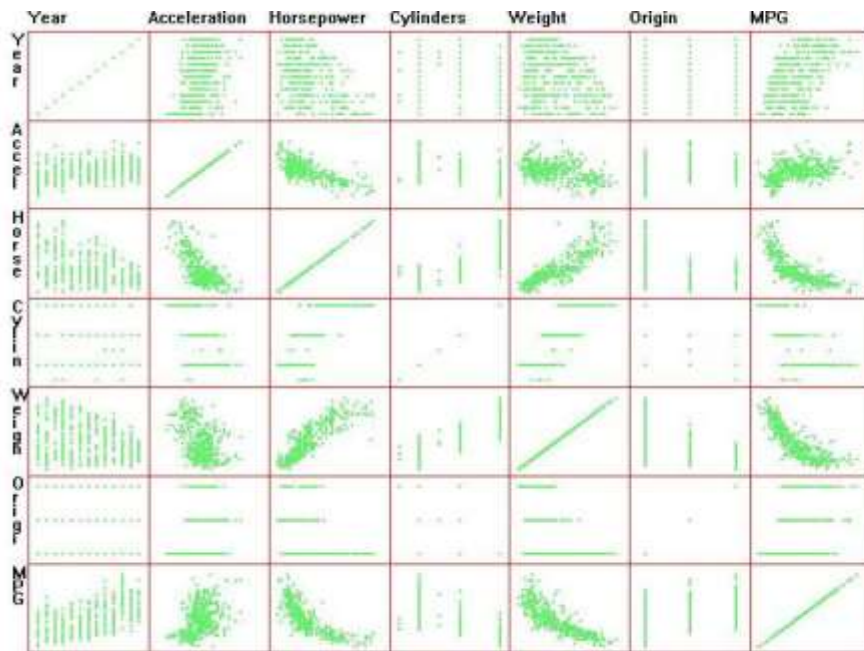 Year Acceleration Horsepower Cylinders Weight Origin MPG
Year
Accel
Horse
Cylin
Weigh
Origi
MPG